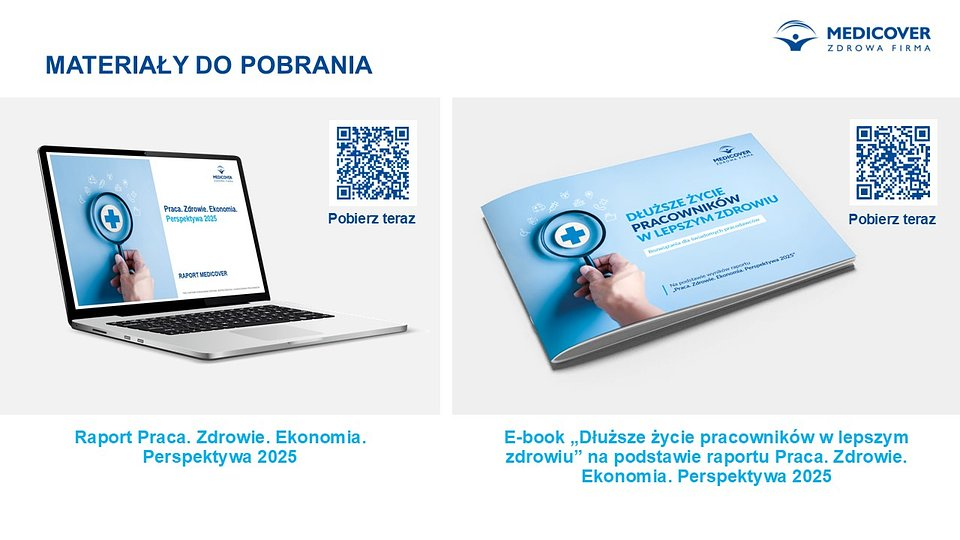 MEDICOVER
ZDROWA FIRMA
MATERIAŁY DO POBRANIA
MEDICOVER
Praca. Zdrowie. Ekonomia.
Perspektywa 2025
RAPORT MEDICOVER
Pobierz teraz
Raport Praca. Zdrowie. Ekonomia.
Perspektywa 2025
MEDICOVER
ZDROWA FIRMA
DŁUŻSZE ŻYCIE
PRACOWNIKÓW
W LEPSZYM ZDROWIU
Rozwiązania dla świadomych pracodawców
Na podstawie wyników raportu
„Praca. Zdrowie. Ekonomia. Perspektywa 2025”
Pobierz teraz
E-book „Dłuższe życie pracowników w lepszym
zdrowiu” na podstawie raportu Praca. Zdrowie.
Ekonomia. Perspektywa 2025